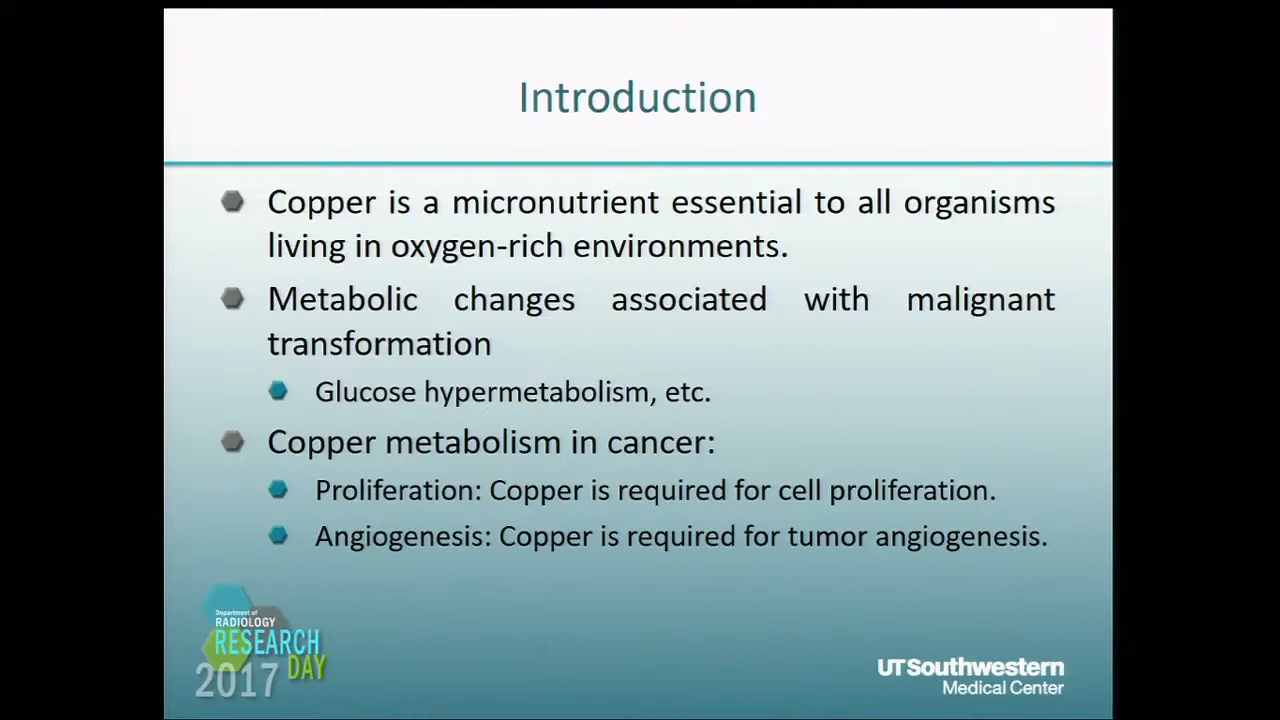 Introduction
Copper is a micronutrient essential to all organisms
living in oxygen-rich environments.
Metabolic changes associated with malignant
transformation
Glucose hypermetabolism, etc.
Copper metabolism in cancer:
Proliferation: Copper is required for cell proliferation.
Angiogenesis: Copper is required for tumor angiogenesis.
Department of
RADIOLOGY
RESEARCH
DAY
2017
UTSouthwestern
Medical Center